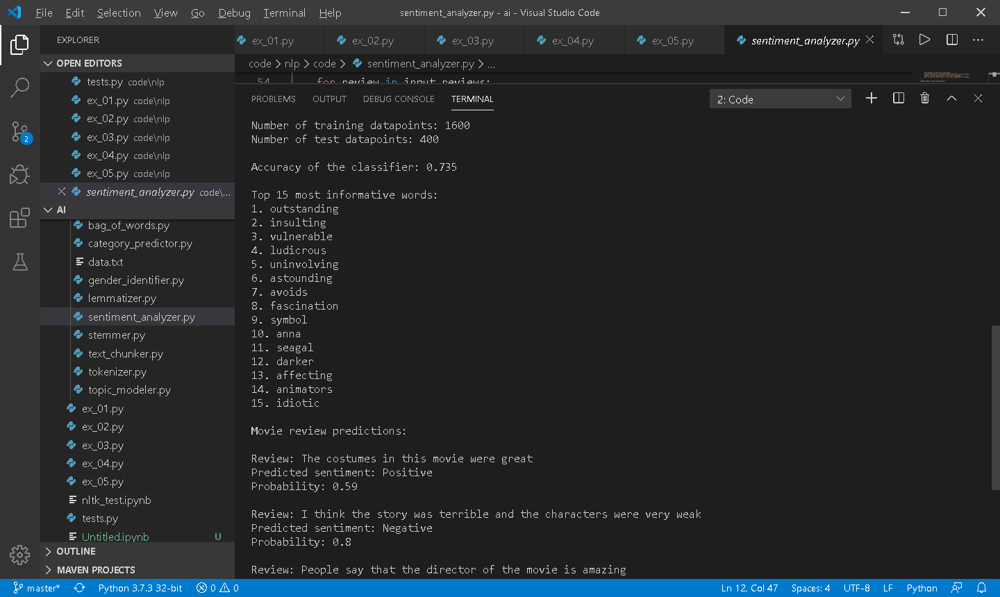 File Edit Selection View Go Debug Terminal Help sentiment_analyzer.py - ai - Visual Studio Code
EXPLORER
OPEN EDITORS
tests.py code\nlp
ex_01.py code\nlp
ex_02.py code\nlp
ex_03.py code\nlp
ex_04.py code\nlp
ex_05.py code\nlp
sentiment_analyzer.py code\...
AI
bag_of_words.py
category_predictor.py
data.txt
gender_identifier.py
lemmatizer.py
sentiment_analyzer.py
stemmer.py
text_chunker.py
tokenizer.py
topic_modeler.py
ex_01.py
ex_02.py
ex_03.py
ex_04.py
ex_05.py
nltk_test.ipynb
tests.py
Untitled.ipynb U
OUTLINE
MAVEN PROJECTS
2
ex_01.py ex_02.py ex_03.py ex_04.py ex_05.py sentiment_analyzer.py
code > nlp > code > sentiment_analyzer.py > ...
54 for review in input_reviews:
PROBLEMS OUTPUT DEBUG CONSOLE TERMINAL 2: Code
Number of training datapoints: 1600
Number of test datapoints: 400
Accuracy of the classifier: 0.735
Top 15 most informative words:
1. outstanding
2. insulting
3. vulnerable
4. ludicrous
5. uninvolving
6. astounding
7. avoids
8. fascination
9. symbol
10. anna
11. seagal
12. darker
13. affecting
14. animators
15. idiotic
Movie review predictions:
Review: The costumes in this movie were great
Predicted sentiment: Positive
Probability: 0.59
Review: I think the story was terrible and the characters were very weak
Predicted sentiment: Negative
Probability: 0.8
Review: People say that the director of the movie is amazing
master* Python 3.7.3 32-bit 0 0 Ln 12, Col 47 Spaces: 4 UTF-8 LF Python